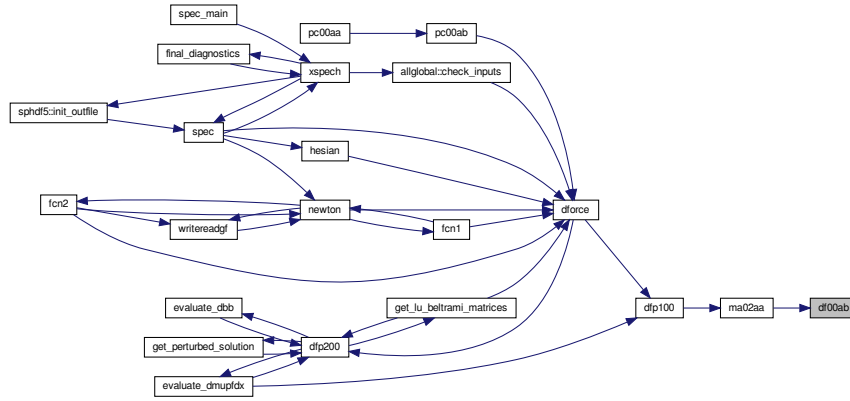 spec_main
pc00aa
pc00ab
final_diagnostics
xspech
allglobal::check_inputs
sphdf5::init_outfile
spec
hesian
fcn2
newton
dforce
writereadgf
fcn1
evaluate_dbb
get_lu_beltrami_matrices
dfp100
ma02aa
df00ab
get_perturbed_solution
dfp200
evaluate_dmupfdx